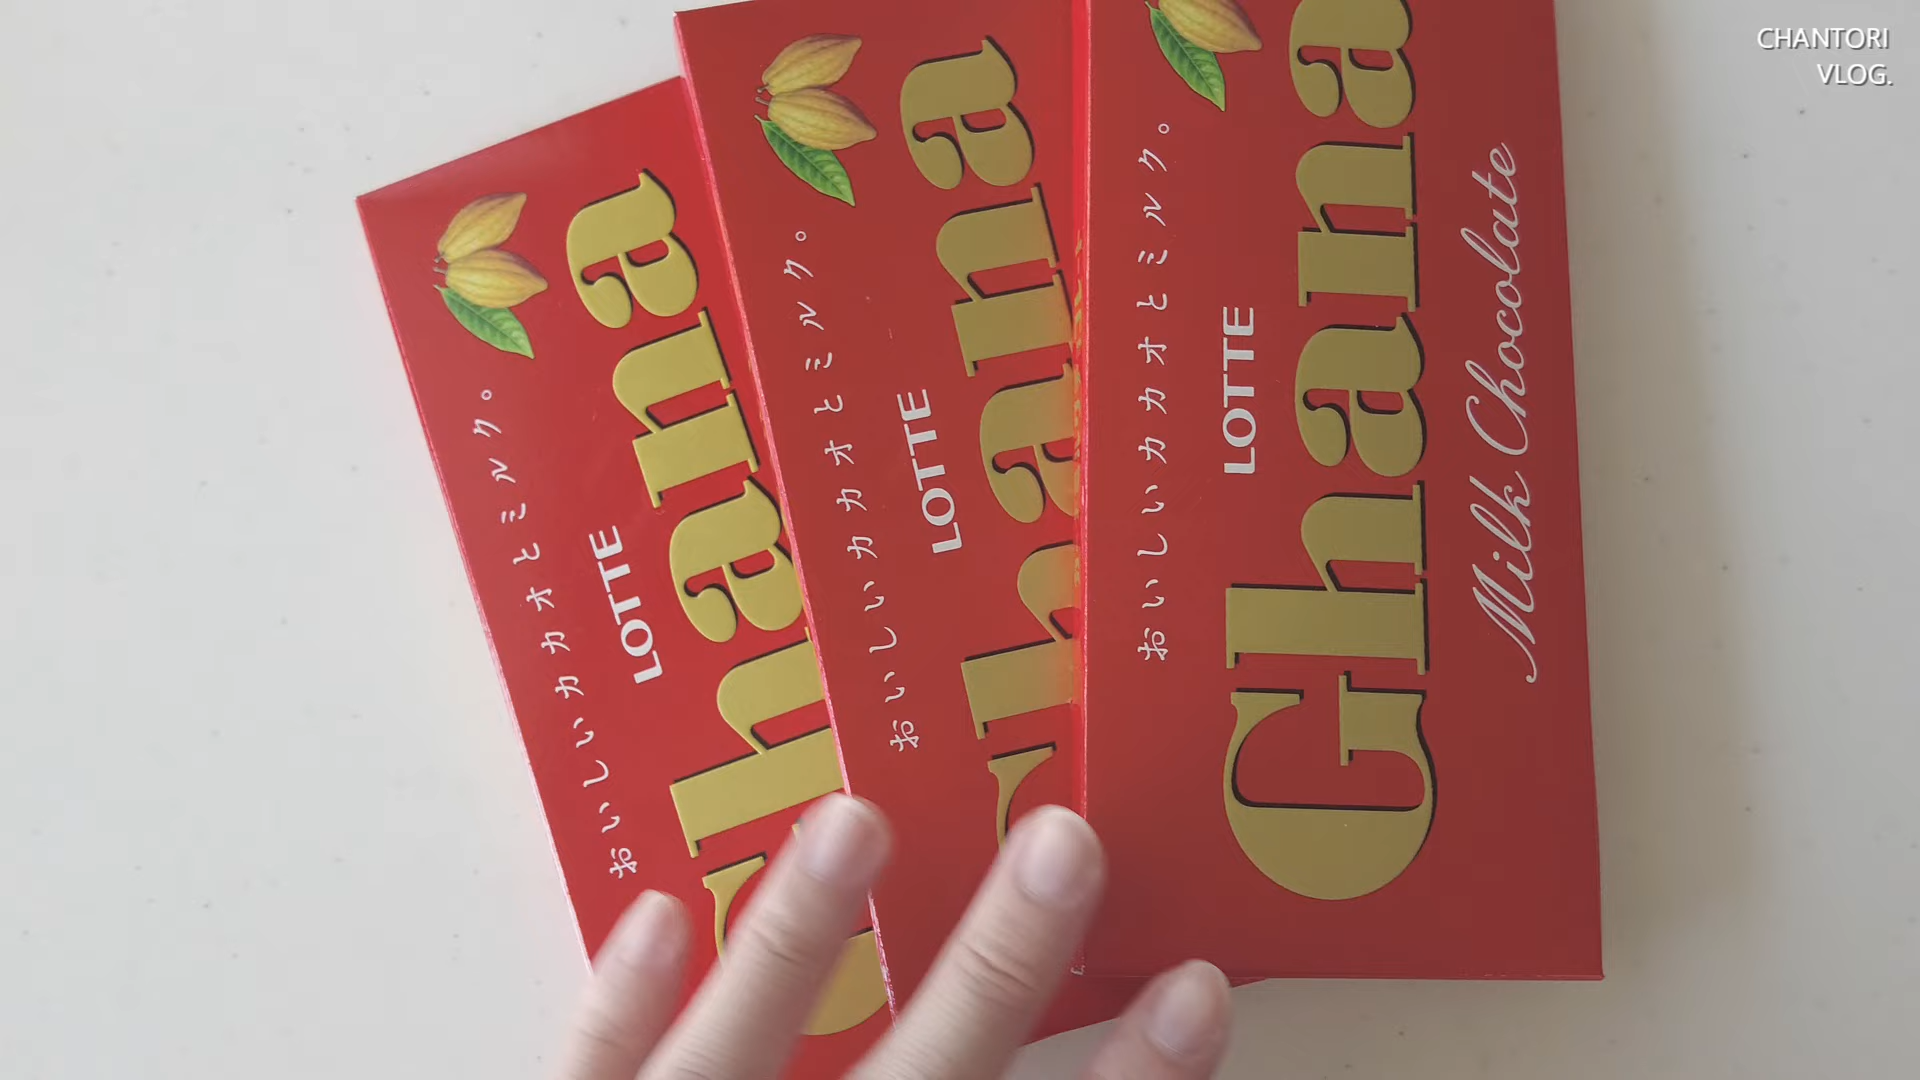 CHANTORI
VLOG.
おいしいカカオとミルク。
LOTTE
Ghana
おいしいカカオとミルク。
LOTTE
Ghana
おいしいカカオとミルク。
LOTTE
Ghana
Milk Chocolate